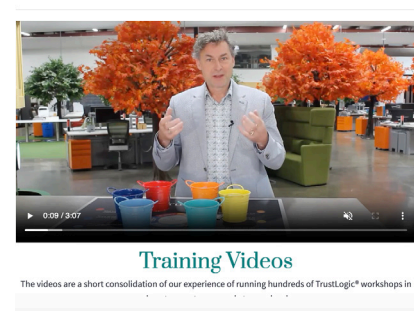 0:09 / 3:07
Training Videos
The videos are a short consolidation of our experience of running hundreds of TrustLogic® workshops in